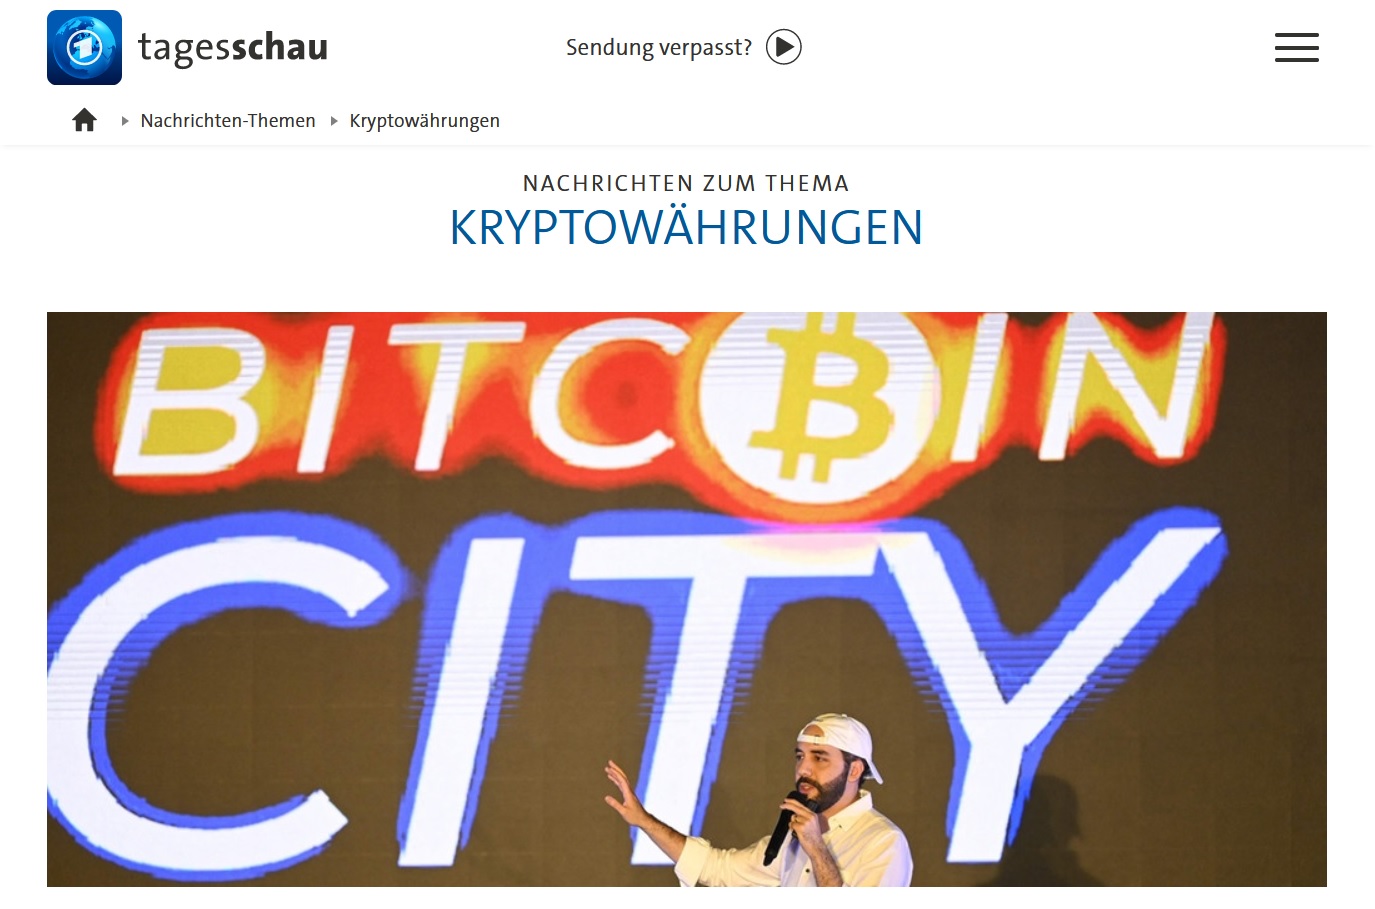 tagesschau
Sendung verpasst?
Nachrichten-Themen
Kryptowährungen
NACHRICHTEN ZUM THEMA
KRYPTOWÄHRUNGEN
BITCOIN
CITY